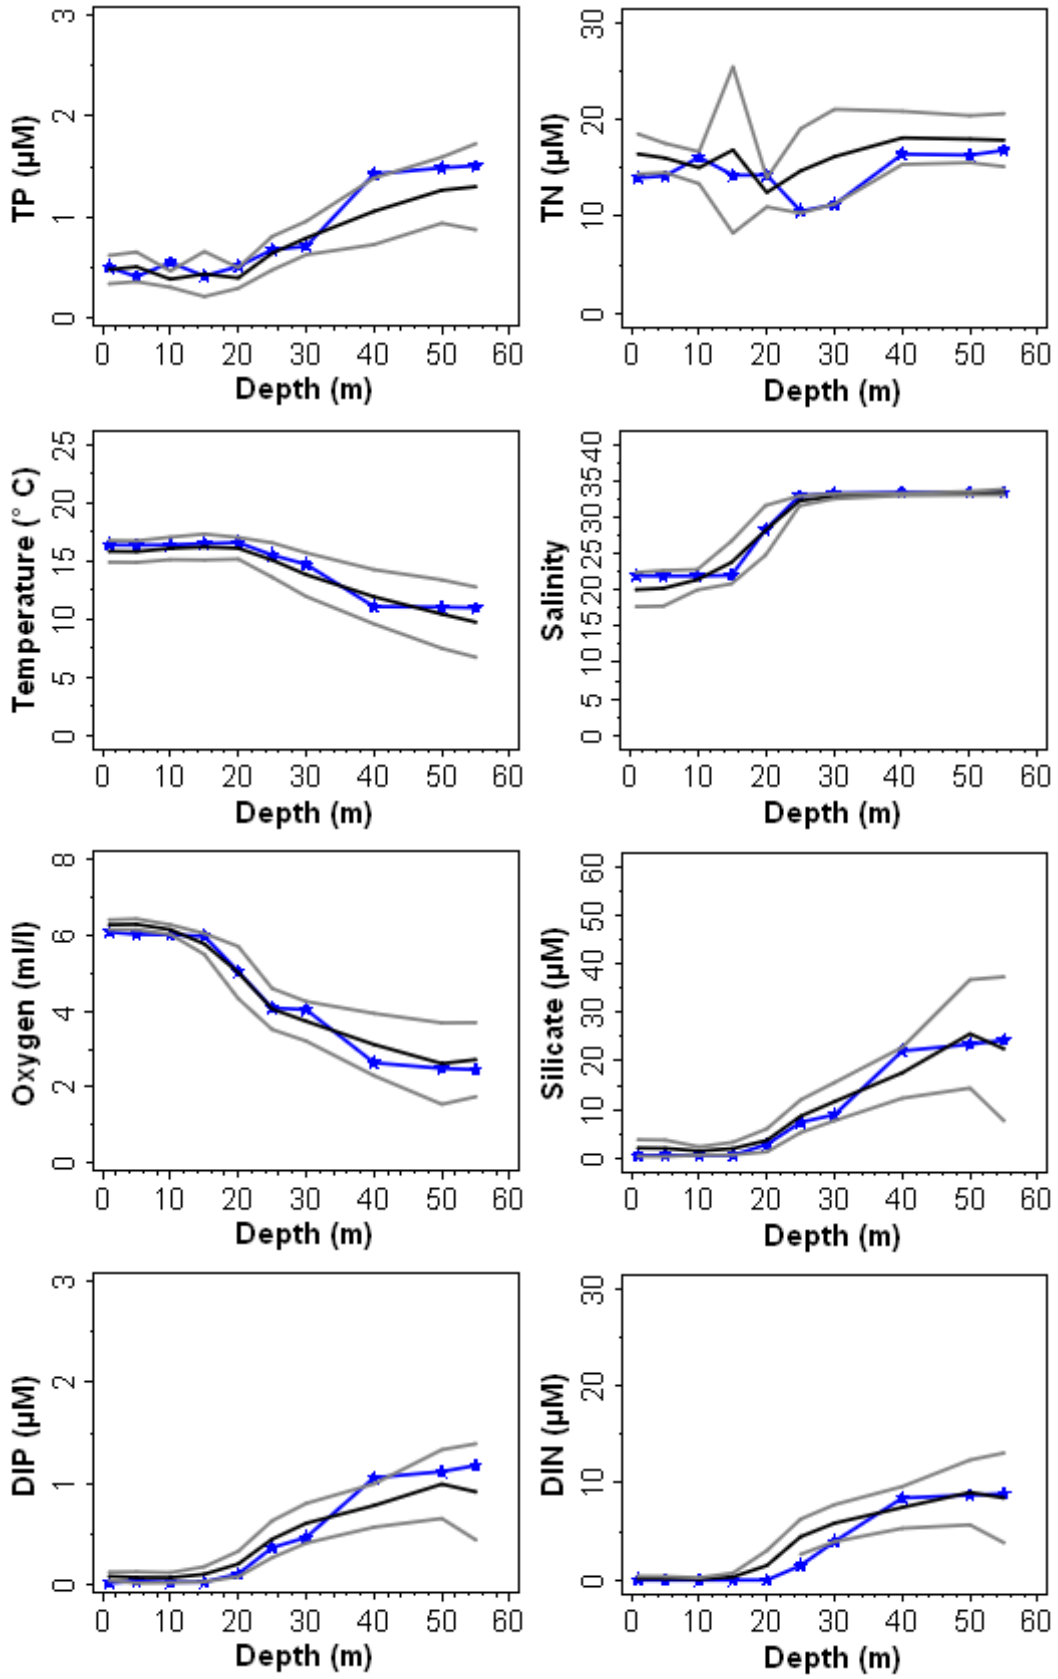 TP (µM)
3
2
1
0
0 10 20 30 40 50 60
Depth (m)
TN (µM)
30
20
10
0
0 10 20 30 40 50 60
Depth (m)
Temperature (° C)
25
20
15
10
5
0
0 10 20 30 40 50 60
Depth (m)
Salinity
40
35
30
25
20
15
10
5
0
0 10 20 30 40 50 60
Depth (m)
Oxygen (ml/l)
8
6
4
2
0
0 10 20 30 40 50 60
Depth (m)
Silicate (µM)
60
50
40
30
20
10
0
0 10 20 30 40 50 60
Depth (m)
DIP (µM)
3
2
1
0
0 10 20 30 40 50 60
Depth (m)
DIN (µM)
30
20
10
0
0 10 20 30 40 50 60
Depth (m)